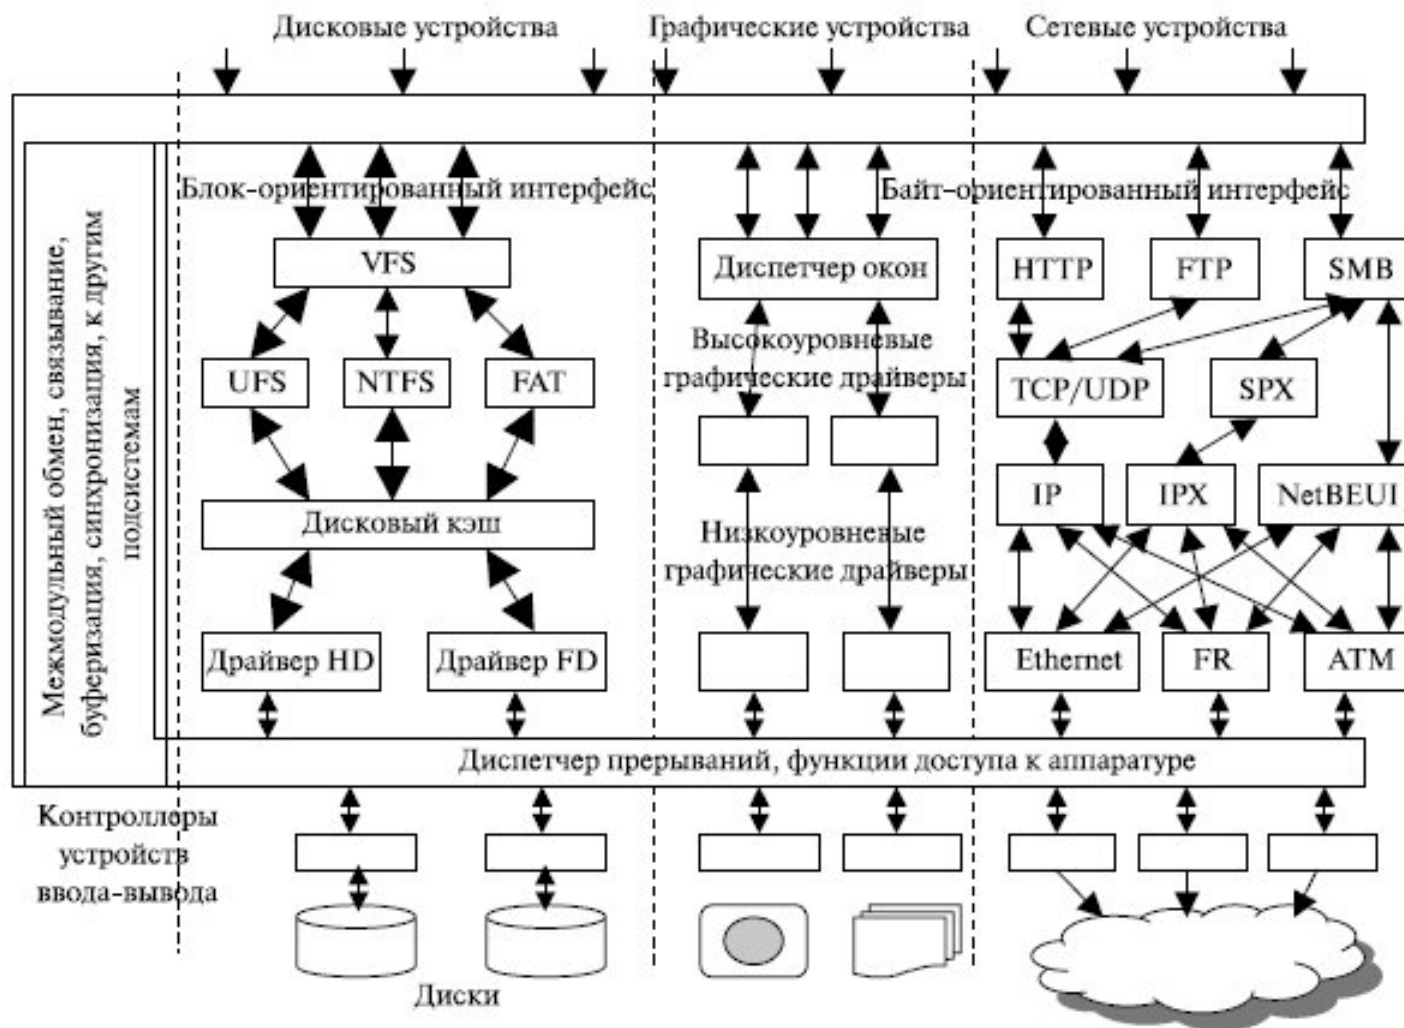 Дисковые устройства
Графические устройства
Сетевые устройства
Межмодульный обмен, связывание,
буферизация, синхронизация, к другим
подсистемам
Блок-ориентированный интерфейс
Байт-ориентированный интерфейс
VFS
Диспетчер окон
HTTP
FTP
SMB
Высокоуровневые
графические драйверы
UFS
NTFS
FAT
TCP/UDP
SPX
IP
IPX
NetBEUI
Дисковый кэш
Низкоуровневые
графические драйверы
Драйвер HD
Драйвер FD
Ethernet
FR
ATM
Диспетчер прерываний, функции доступа к аппаратуре
Контроллеры
устройств
ввода-вывода
Диски